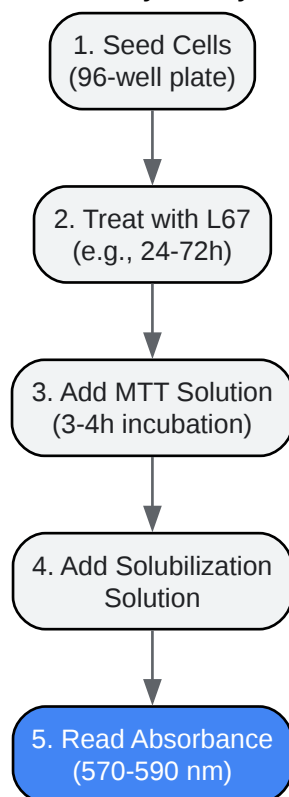 1. Seed Cells
(96-well plate)
2. Treat with L67
(e.g., 24-72h)
3. Add MTT Solution
(3-4h incubation)
4. Add Solubilization
Solution
5. Read Absorbance
(570-590 nm)